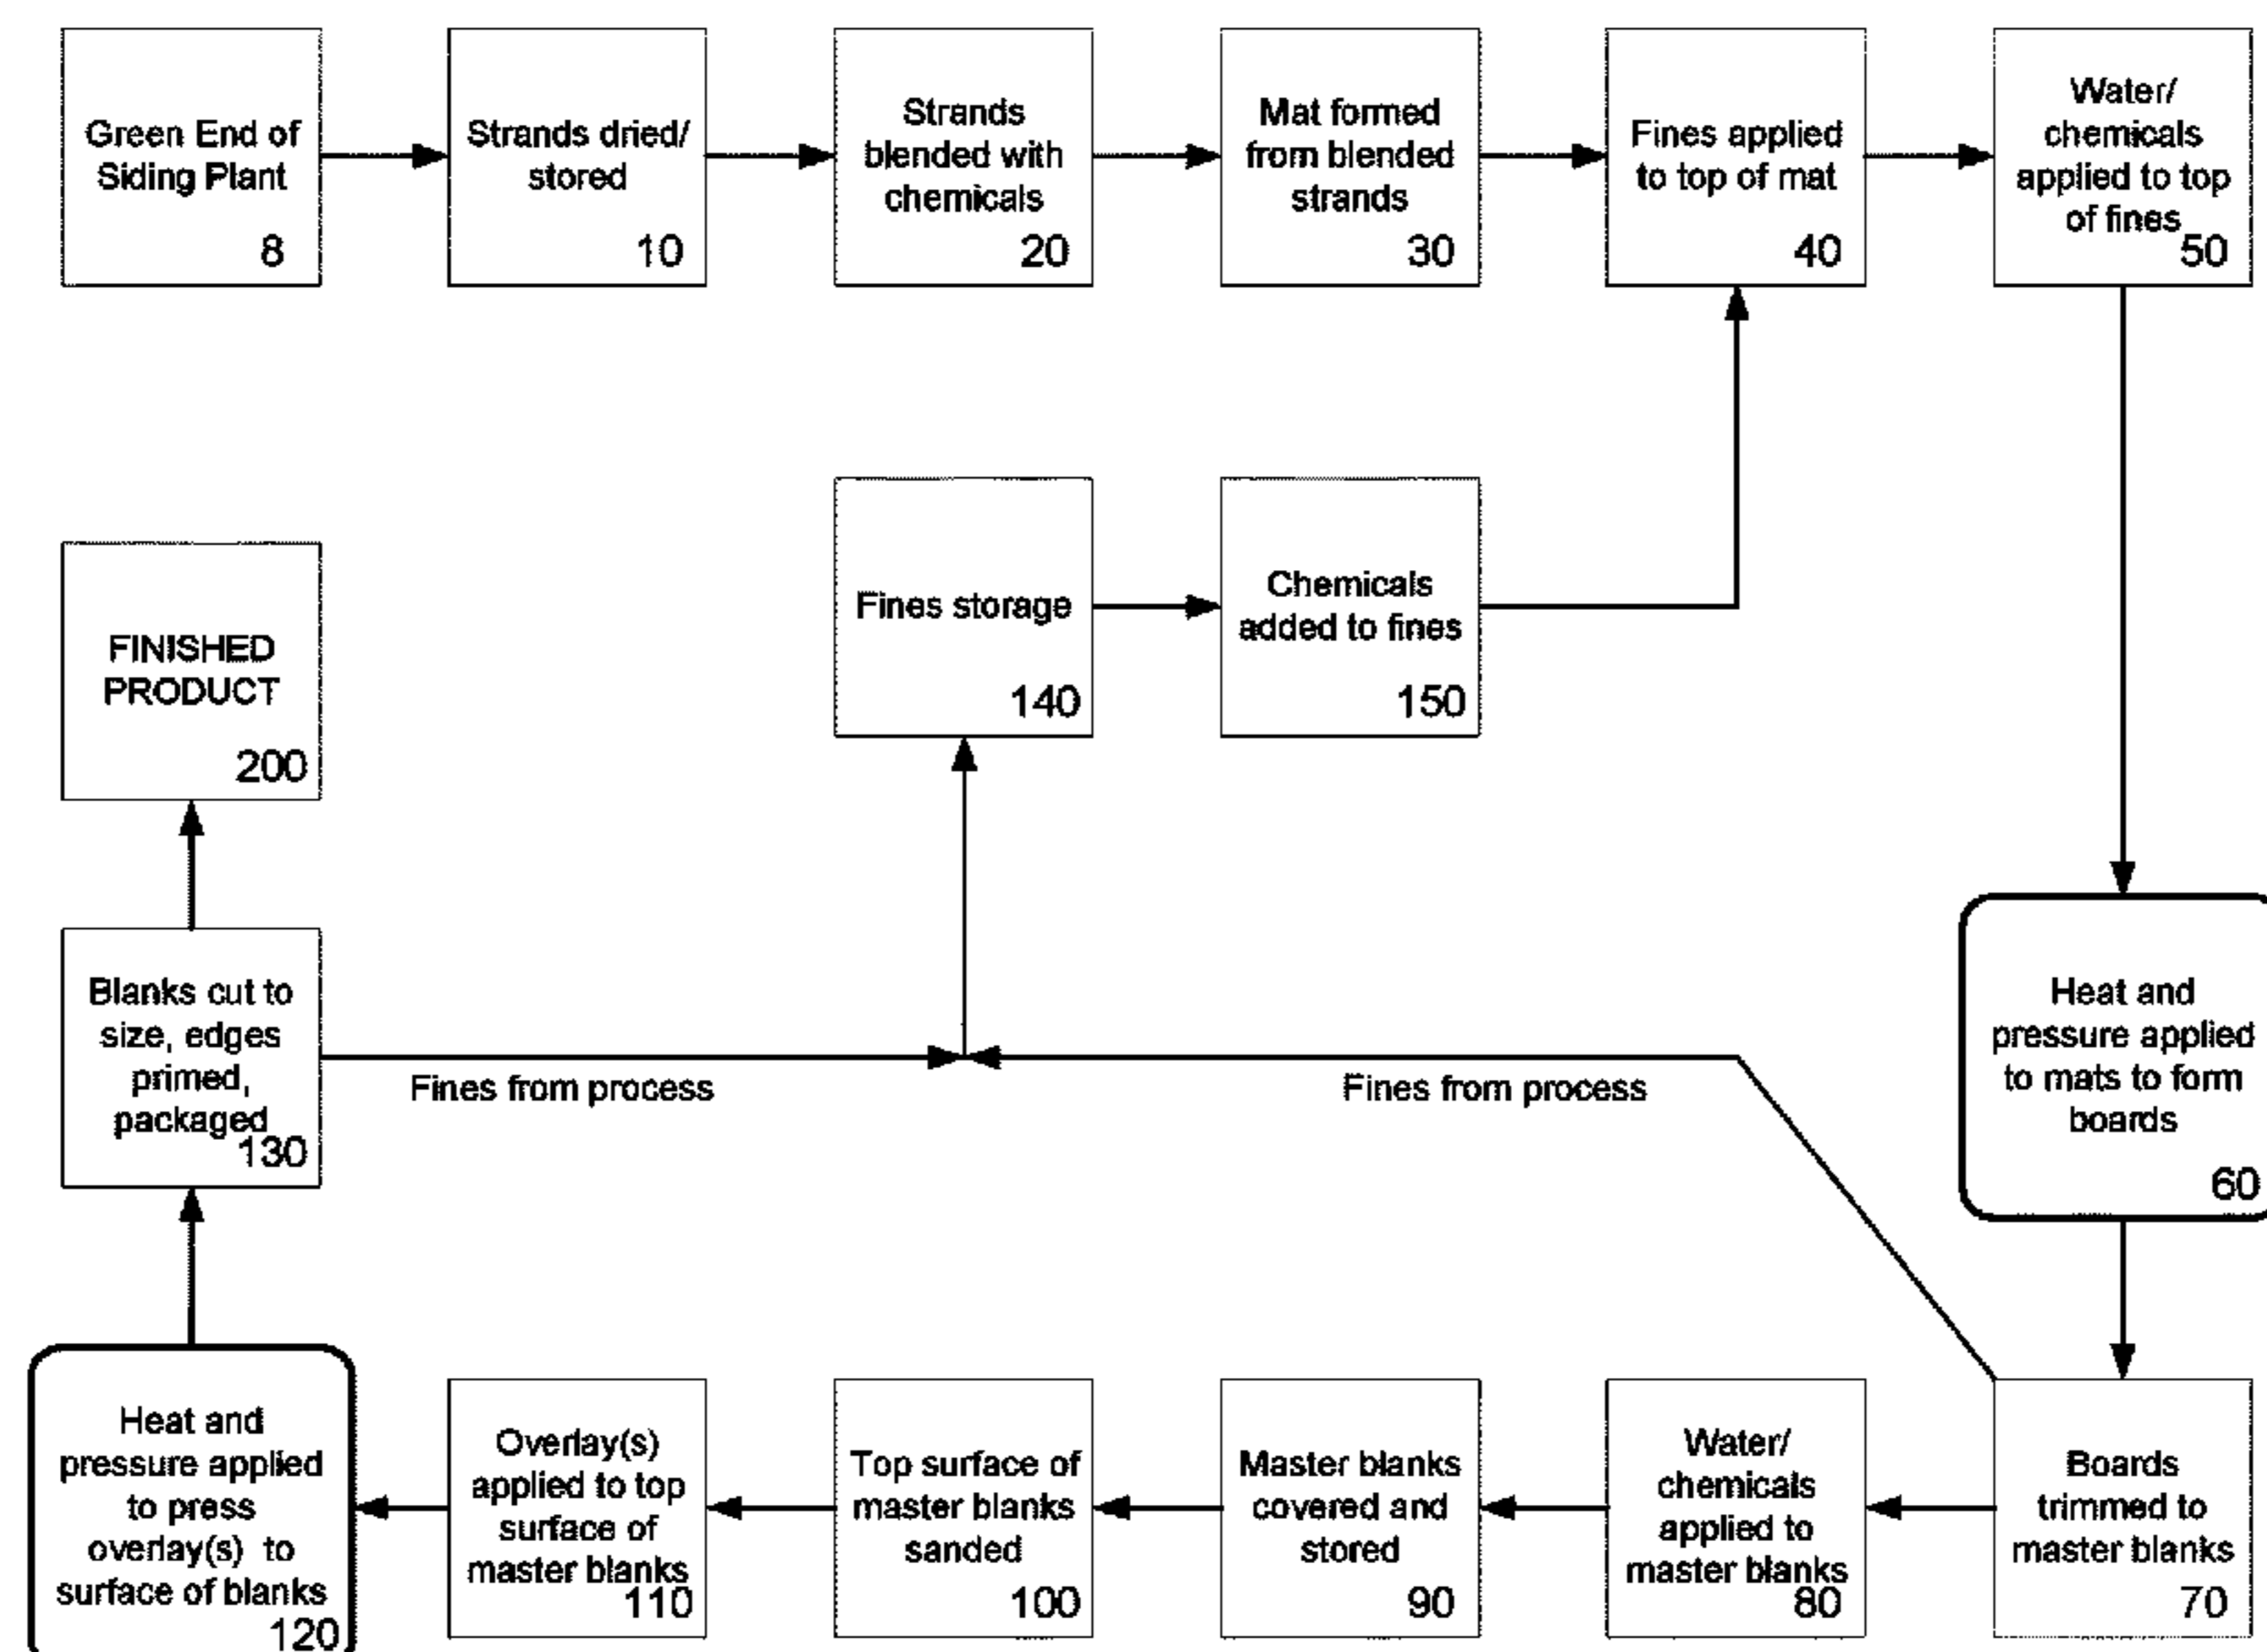 Green End of
Siding Plant
8
Strands dried/
stored
10
Strands
blended with
chemicals
20
Mat formed
from blended
strands
30
Fines applied
to top of mat
40
Water/
chemicals
applied to top
of fines
50
Fines storage
140
Chemicals
added to fines
150
FINISHED
PRODUCT
200
Blanks cut to
size, edges
primed,
packaged
130
Fines from process
Fines from process
Heat and
pressure applied
to mats to form
boards
60
Heat and
pressure applied
to press
overlay(s) to
surface of blanks
120
Overlay(s)
applied to top
surface of
master blanks
110
Top surface of
master blanks
sanded
100
Master blanks
covered and
stored
90
Water/
chemicals
applied to
master blanks
80
Boards
trimmed to
master blanks
70